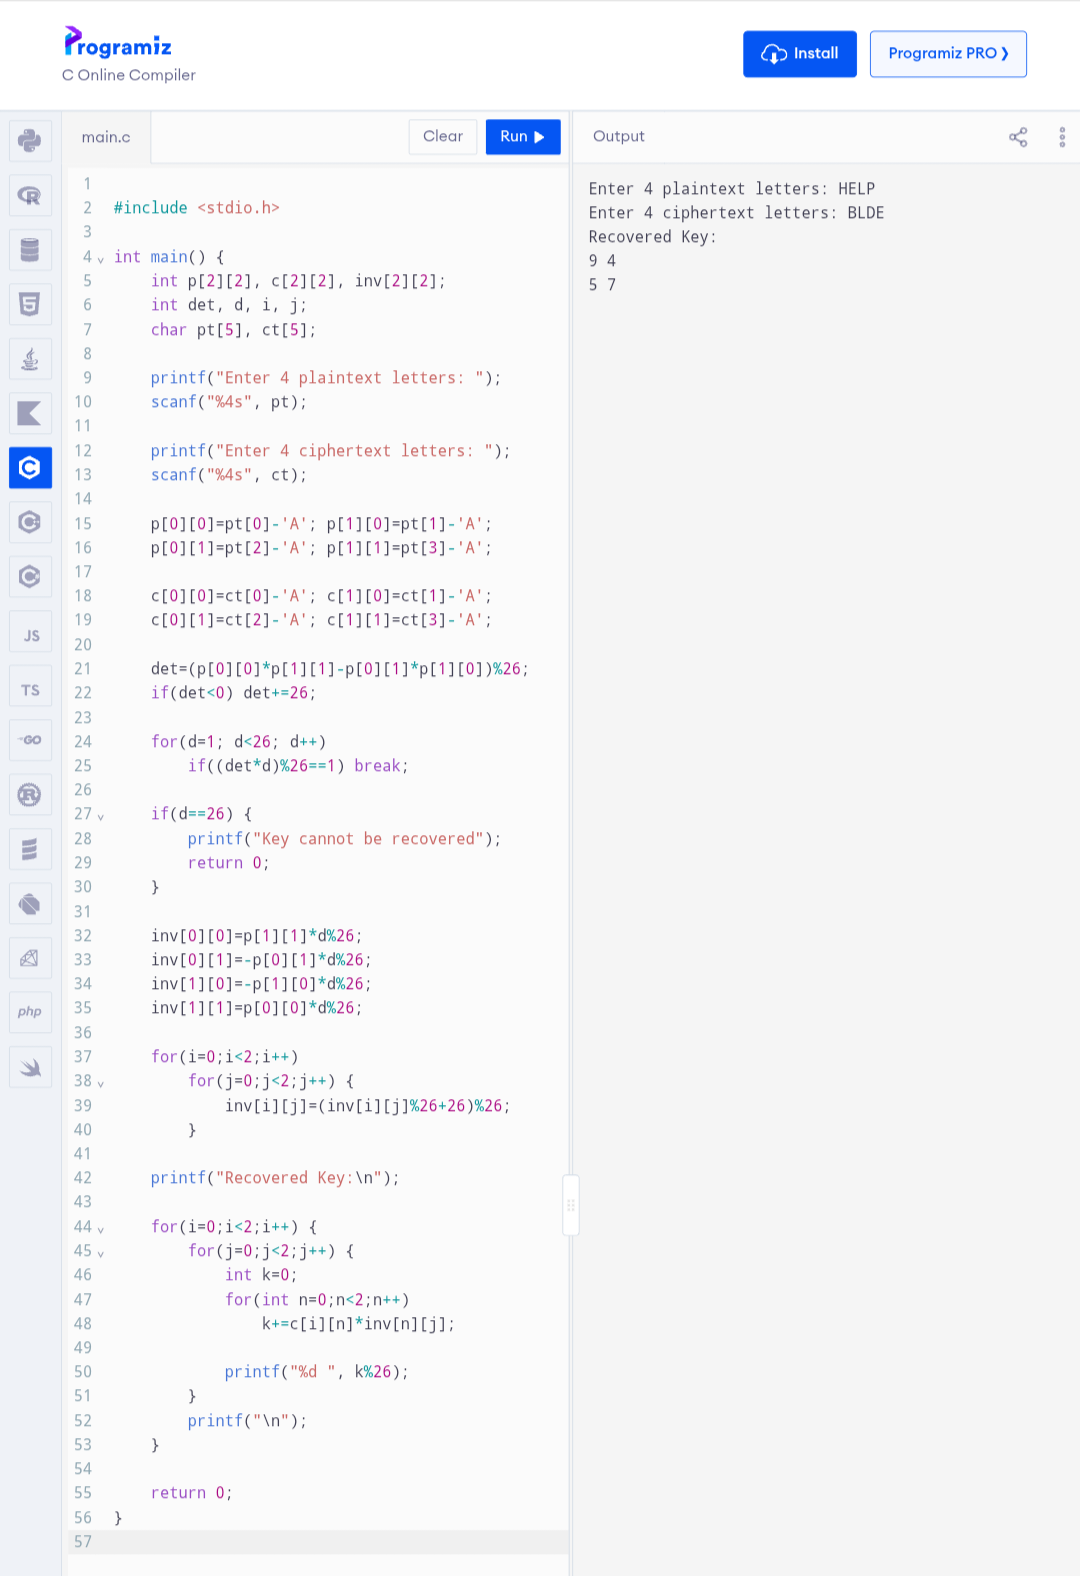 Programiz
C Online Compiler
Install
Programiz PRO ❯
main.c
Clear
Run
Output
1
2 #include <stdio.h>
3
4 int main() {
5 int p[2][2], c[2][2], inv[2][2];
6 int det, d, i, j;
7 char pt[5], ct[5];
8
9 printf("Enter 4 plaintext letters: ");
10 scanf("%4s", pt);
11
12 printf("Enter 4 ciphertext letters: ");
13 scanf("%4s", ct);
14
15 p[0][0]=pt[0]-'A'; p[1][0]=pt[1]-'A';
16 p[0][1]=pt[2]-'A'; p[1][1]=pt[3]-'A';
17
18 c[0][0]=ct[0]-'A'; c[1][0]=ct[1]-'A';
19 c[0][1]=ct[2]-'A'; c[1][1]=ct[3]-'A';
20
21 det=(p[0][0]*p[1][1]-p[0][1]*p[1][0])%26;
22 if(det<0) det+=26;
23
24 for(d=1; d<26; d++)
25 if((det*d)%26==1) break;
26
27 if(d==26) {
28 printf("Key cannot be recovered");
29 return 0;
30 }
31
32 inv[0][0]=p[1][1]*d%26;
33 inv[0][1]=-p[0][1]*d%26;
34 inv[1][0]=-p[1][0]*d%26;
35 inv[1][1]=p[0][0]*d%26;
36
37 for(i=0;i<2;i++)
38 for(j=0;j<2;j++) {
39 inv[i][j]=(inv[i][j]%26+26)%26;
40 }
41
42 printf("Recovered Key:\n");
43
44 for(i=0;i<2;i++) {
45 for(j=0;j<2;j++) {
46 int k=0;
47 for(int n=0;n<2;n++)
48 k+=c[i][n]*inv[n][j];
49
50 printf("%d ", k%26);
51 }
52 printf("\n");
53 }
54
55 return 0;
56 }
57
Enter 4 plaintext letters: HELP
Enter 4 ciphertext letters: BLDE
Recovered Key:
9 4
5 7
R
5
C
C
C
JS
TS
GO
R
php